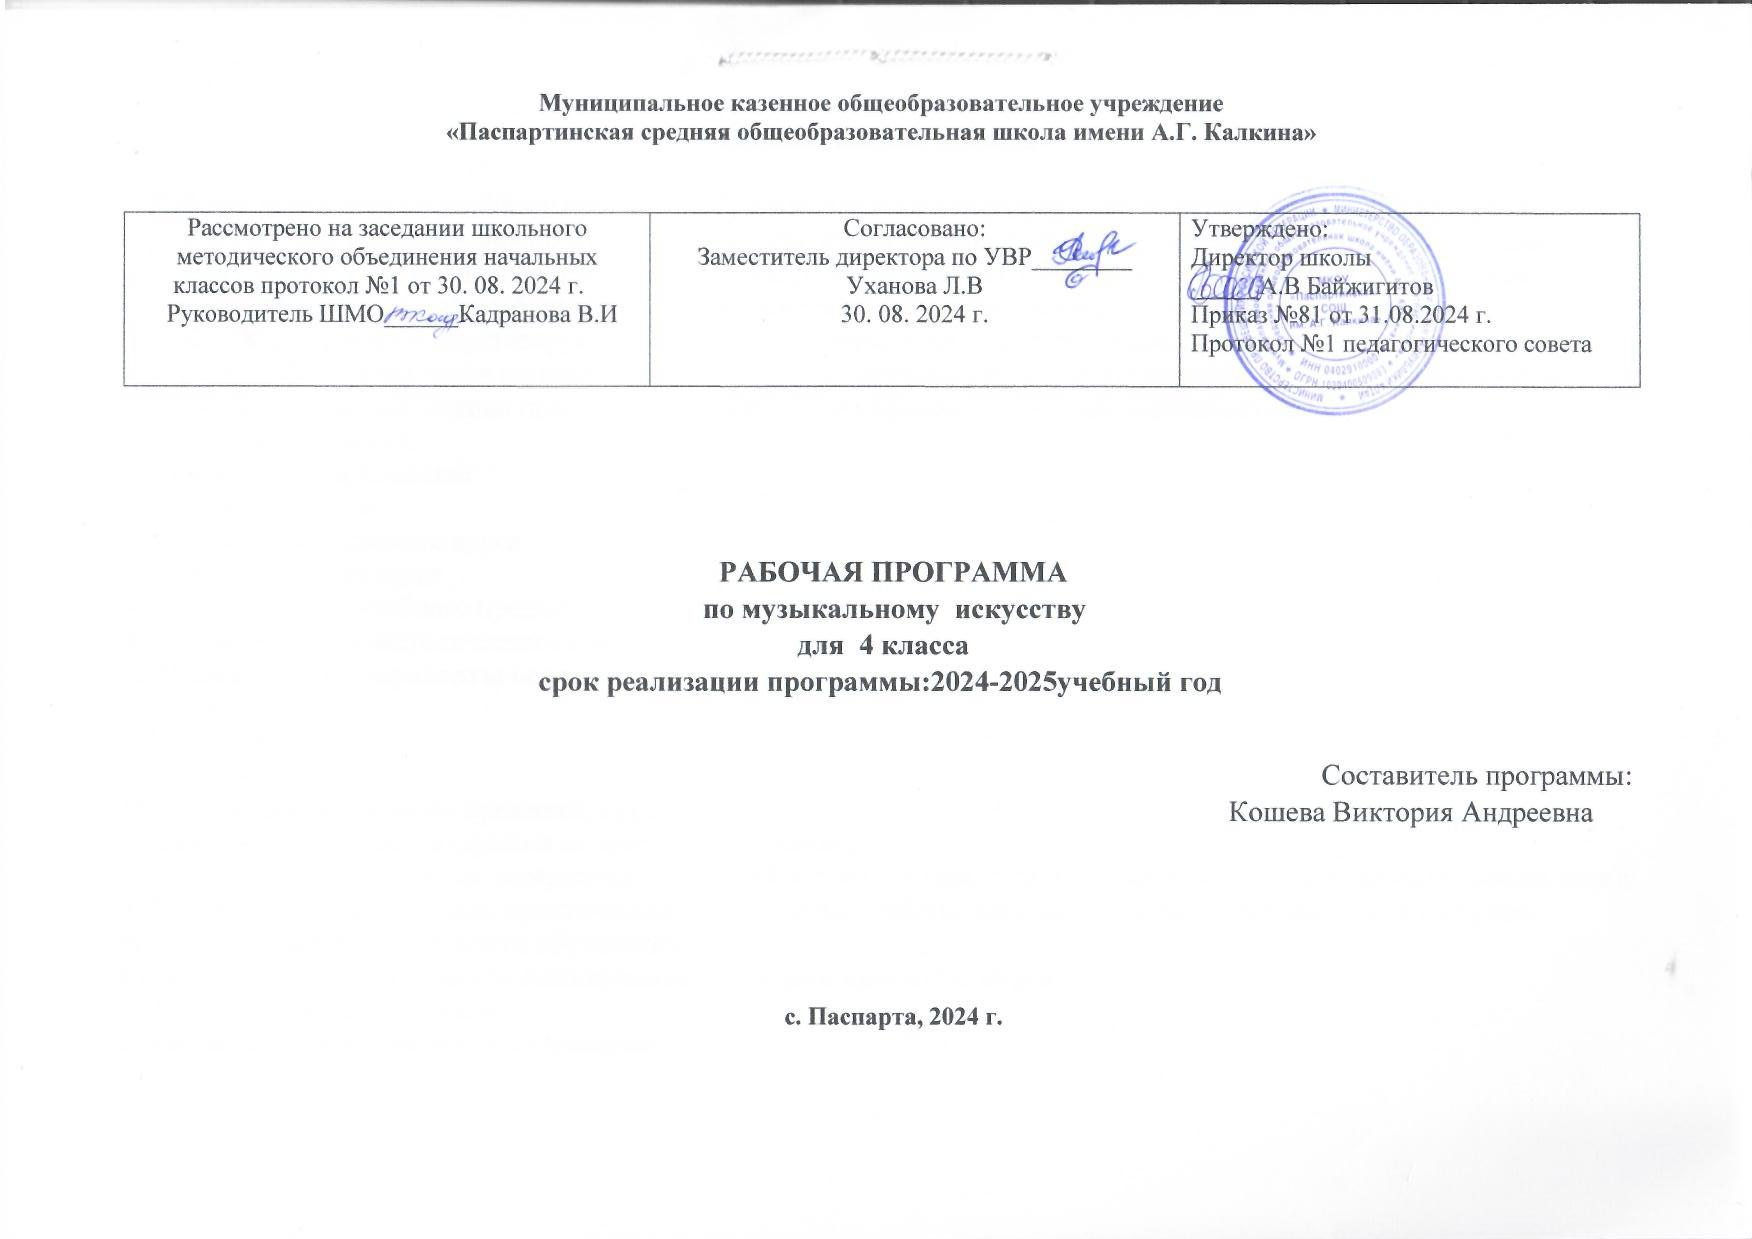 Муниципальное казенное общеобразовательное учреждение
«Паспартинская средняя общеобразовательная школа имени А.Г. Калкина»
Рассмотрено на заседании школьного
методического объединения начальных
классов протокол №1 от 30. 08. 2024 г.
Руководитель ШМО______Кадранова В.И
Согласовано:
Заместитель директора по УВР________
Уханова Л.В
30. 08. 2024 г.
Утверждено:
Директор школы
______А.В Байжигитов
Приказ №81 от 31.08.2024 г.
Протокол №1 педагогического совета
РАБОЧАЯ ПРОГРАММА
по музыкальному  искусству
для  4 класса
срок реализации программы:2024-2025учебный год
Составитель программы:
Кошева Виктория Андреевна
с. Паспарта, 2024 г.